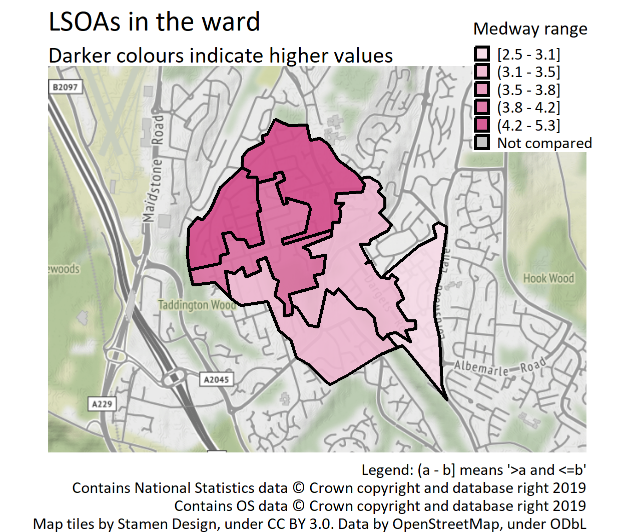 LSOAs in the ward
Darker colours indicate higher values
Medway range
[2.5 - 3.1]
(3.1 - 3.5]
(3.5 - 3.8]
(3.8 - 4.2]
(4.2 - 5.3]
Not compared
B2097
Maidstone Road
ewoods
Taddington Wood
Lane
Hook Wood
Albemarle Road
A2045
A229
Legend: (a - b] means '>a and <=b'
Contains National Statistics data © Crown copyright and database right 2019
Contains OS data © Crown copyright and database right 2019
Map tiles by Stamen Design, under CC BY 3.0. Data by OpenStreetMap, under ODbL